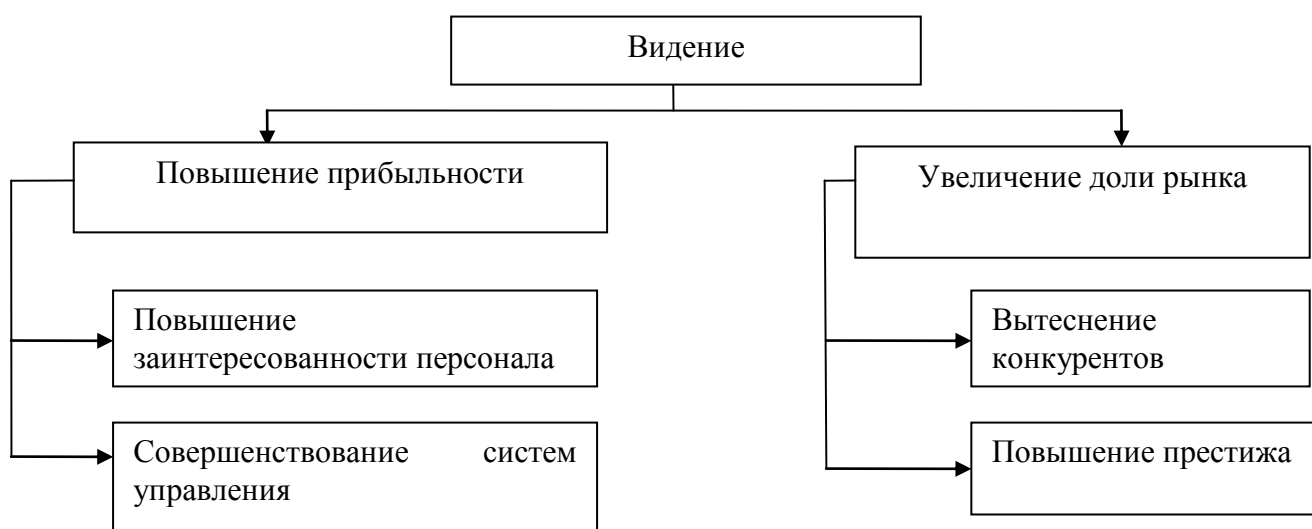 Видение
Повышение прибыльности
Увеличение доли рынка
Повышение
заинтересованности персонала
Вытеснение
конкурентов
Совершенствование систем
управления
Повышение престижа